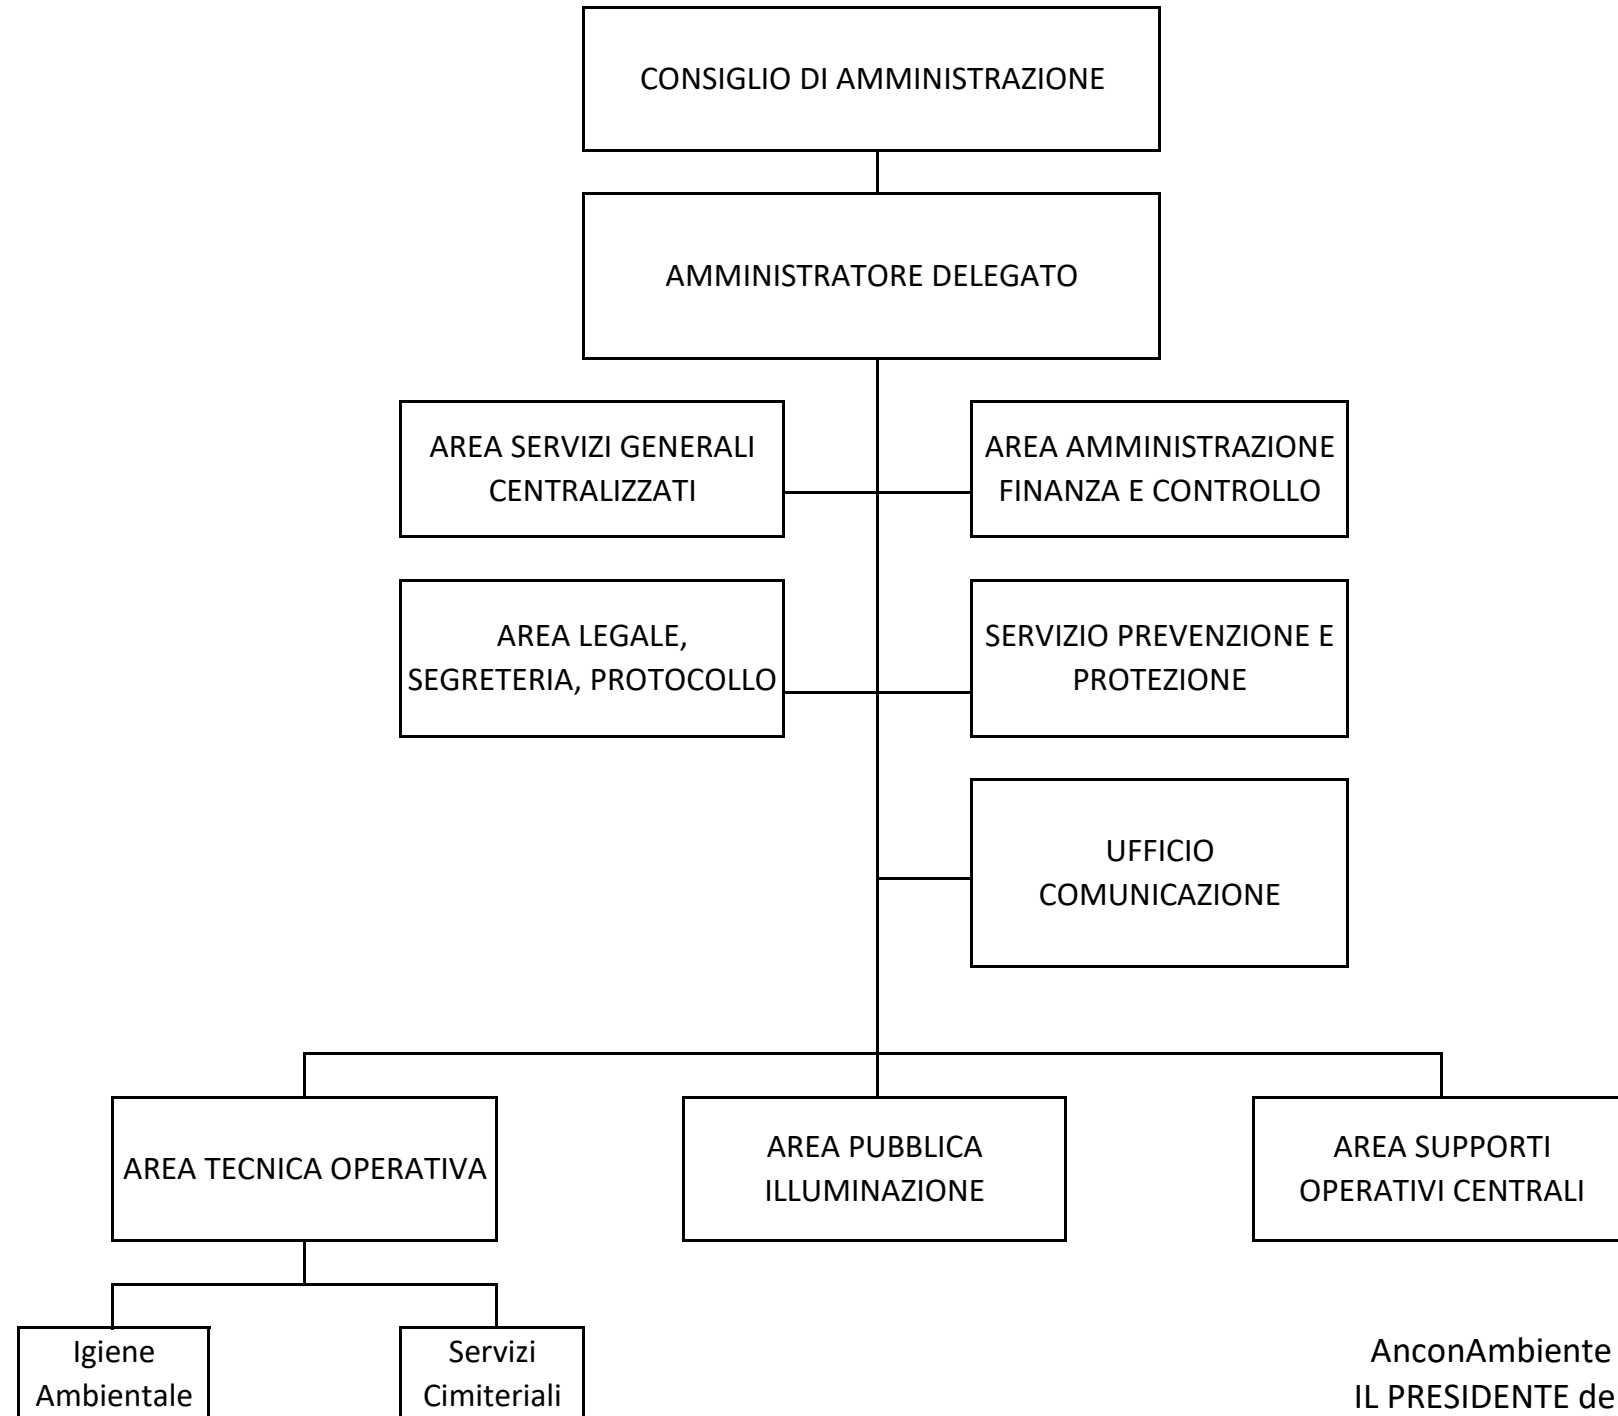 CONSIGLIO DI AMMINISTRAZIONE
AMMINISTRATORE DELEGATO
AREA SERVIZI GENERALI
CENTRALIZZATI
AREA AMMINISTRAZIONE
FINANZA E CONTROLLO
AREA LEGALE,
SEGRETERIA, PROTOCOLLO
SERVIZIO PREVENZIONE E
PROTEZIONE
UFFICIO
COMUNICAZIONE
AREA TECNICA OPERATIVA
AREA PUBBLICA
ILLUMINAZIONE
AREA SUPPORTI
OPERATIVI CENTRALI
Igiene
Ambientale
Servizi
Cimiteriali
AnconAmbiente
IL PRESIDENTE de